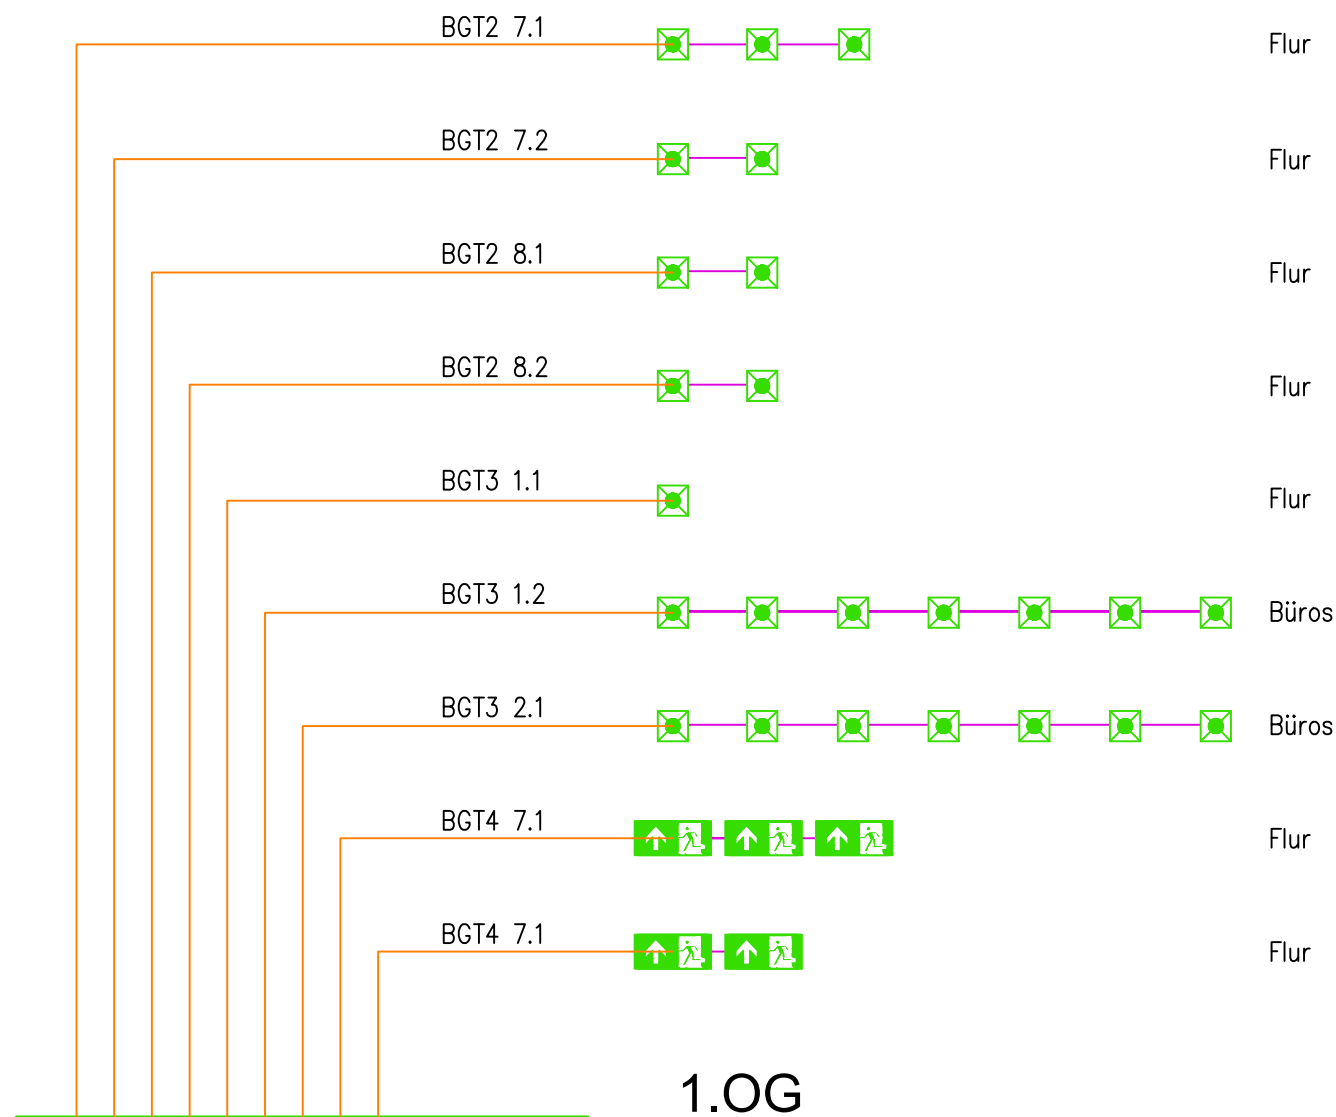 BGT2 7.1 Flur
BGT2 7.2 Flur
BGT2 8.1 Flur
BGT2 8.2 Flur
BGT3 1.1 Flur
BGT3 1.2 Büros
BGT3 2.1 Büros
BGT4 7.1 Flur
BGT4 7.1 Flur
1.OG